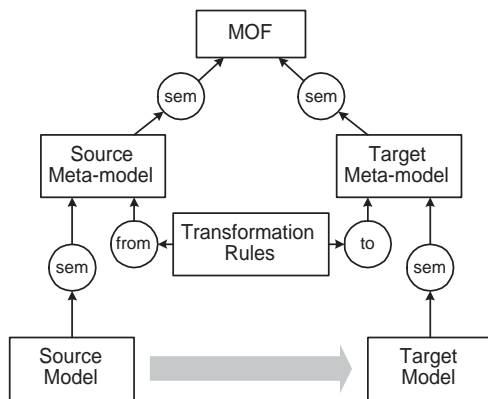 MOF
sem
sem
Source
Meta-model
Target
Meta-model
from
Transformation
Rules
to
sem
sem
Source
Model
Target
Model